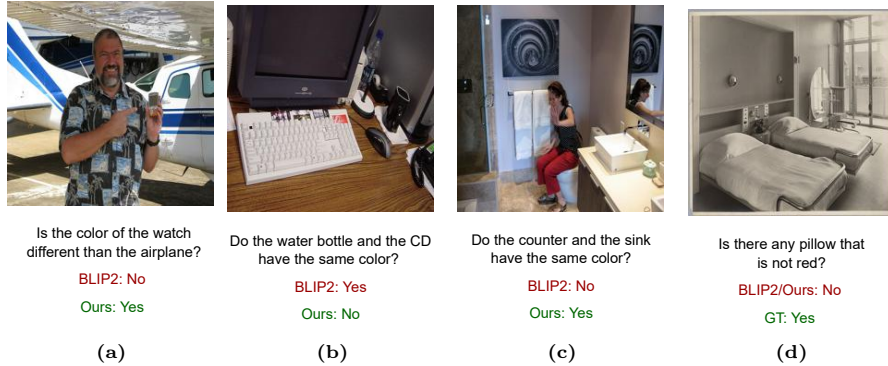 Is the color of the watch
different than the airplane?
BLIP2: No
Ours: Yes
(a)
Do the water bottle and the CD
have the same color?
BLIP2: Yes
Ours: No
(b)
Do the counter and the sink
have the same color?
BLIP2: No
Ours: Yes
(c)
Is there any pillow that
is not red?
BLIP2/Ours: No
GT: Yes
(d)